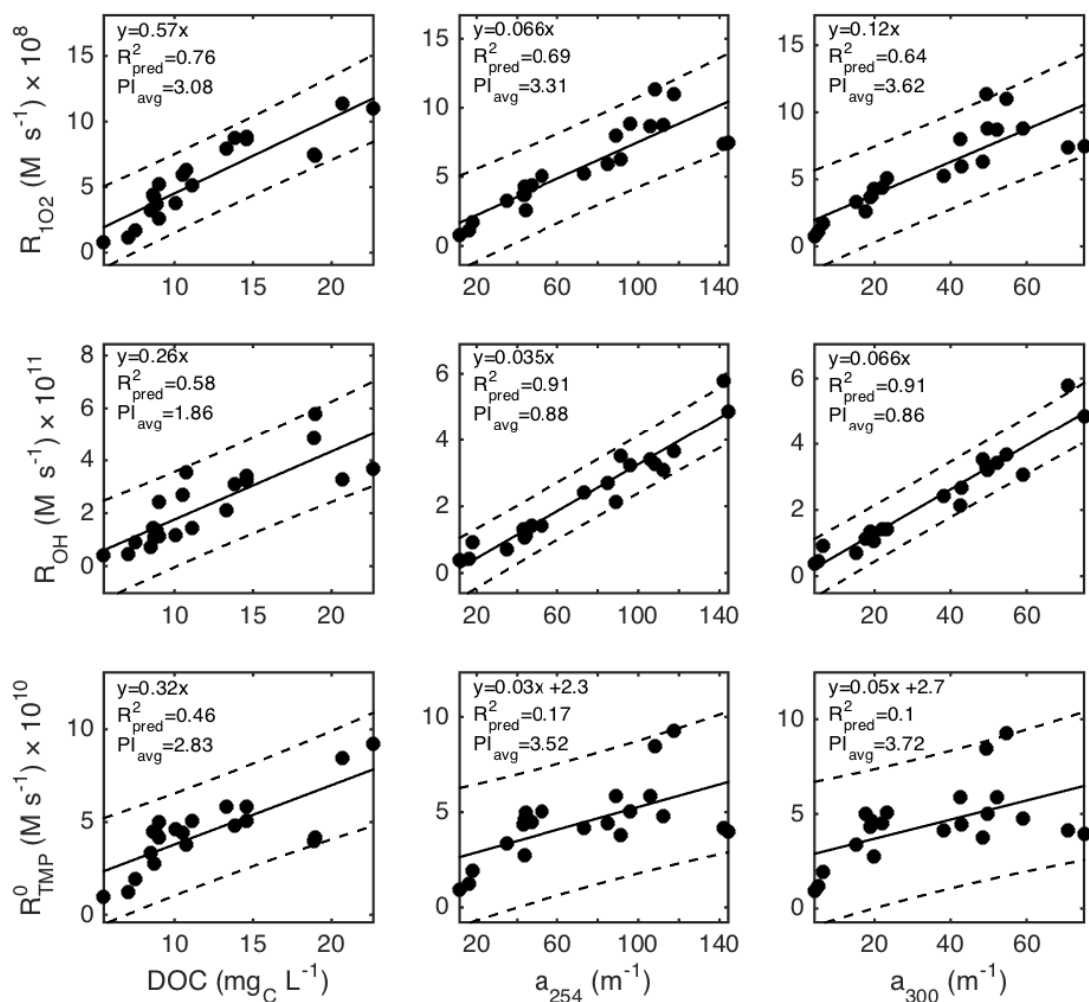 y=0.57x
R²pred=0.76
PIavg=3.08
y=0.066x
R²pred=0.69
PIavg=3.31
y=0.12x
R²pred=0.64
PIavg=3.62
R1O2 (M s⁻¹) × 10⁸
15
10
5
0
10 15 20
15
10
5
0
20 60 100 140
15
10
5
0
20 40 60
y=0.26x
R²pred=0.58
PIavg=1.86
y=0.035x
R²pred=0.91
PIavg=0.88
y=0.066x
R²pred=0.91
PIavg=0.86
ROH (M s⁻¹) × 10¹¹
8
6
4
2
0
10 15 20
6
4
2
0
20 60 100 140
6
4
2
0
20 40 60
y=0.32x
R²pred=0.46
PIavg=2.83
y=0.03x +2.3
R²pred=0.17
PIavg=3.52
y=0.05x +2.7
R²pred=0.1
PIavg=3.72
R⁰TMP (M s⁻¹) × 10¹⁰
10
5
0
10 15 20
10
5
0
20 60 100 140
10
5
0
20 40 60
DOC (mgC L⁻¹)
a254 (m⁻¹)
a300 (m⁻¹)